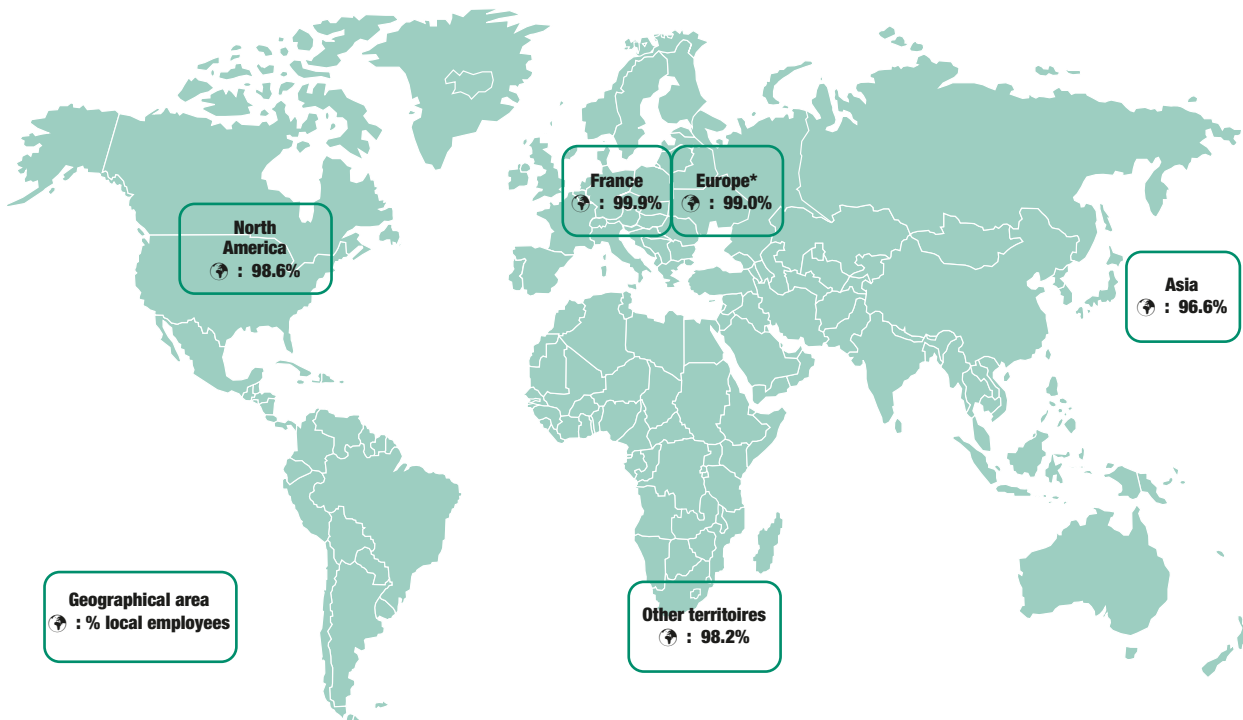 France
: 99.9%
Europe*
: 99.0%
North
America
: 98.6%
Asia
: 96.6%
Geographical area
: % local employees
Other territoires
: 98.2%